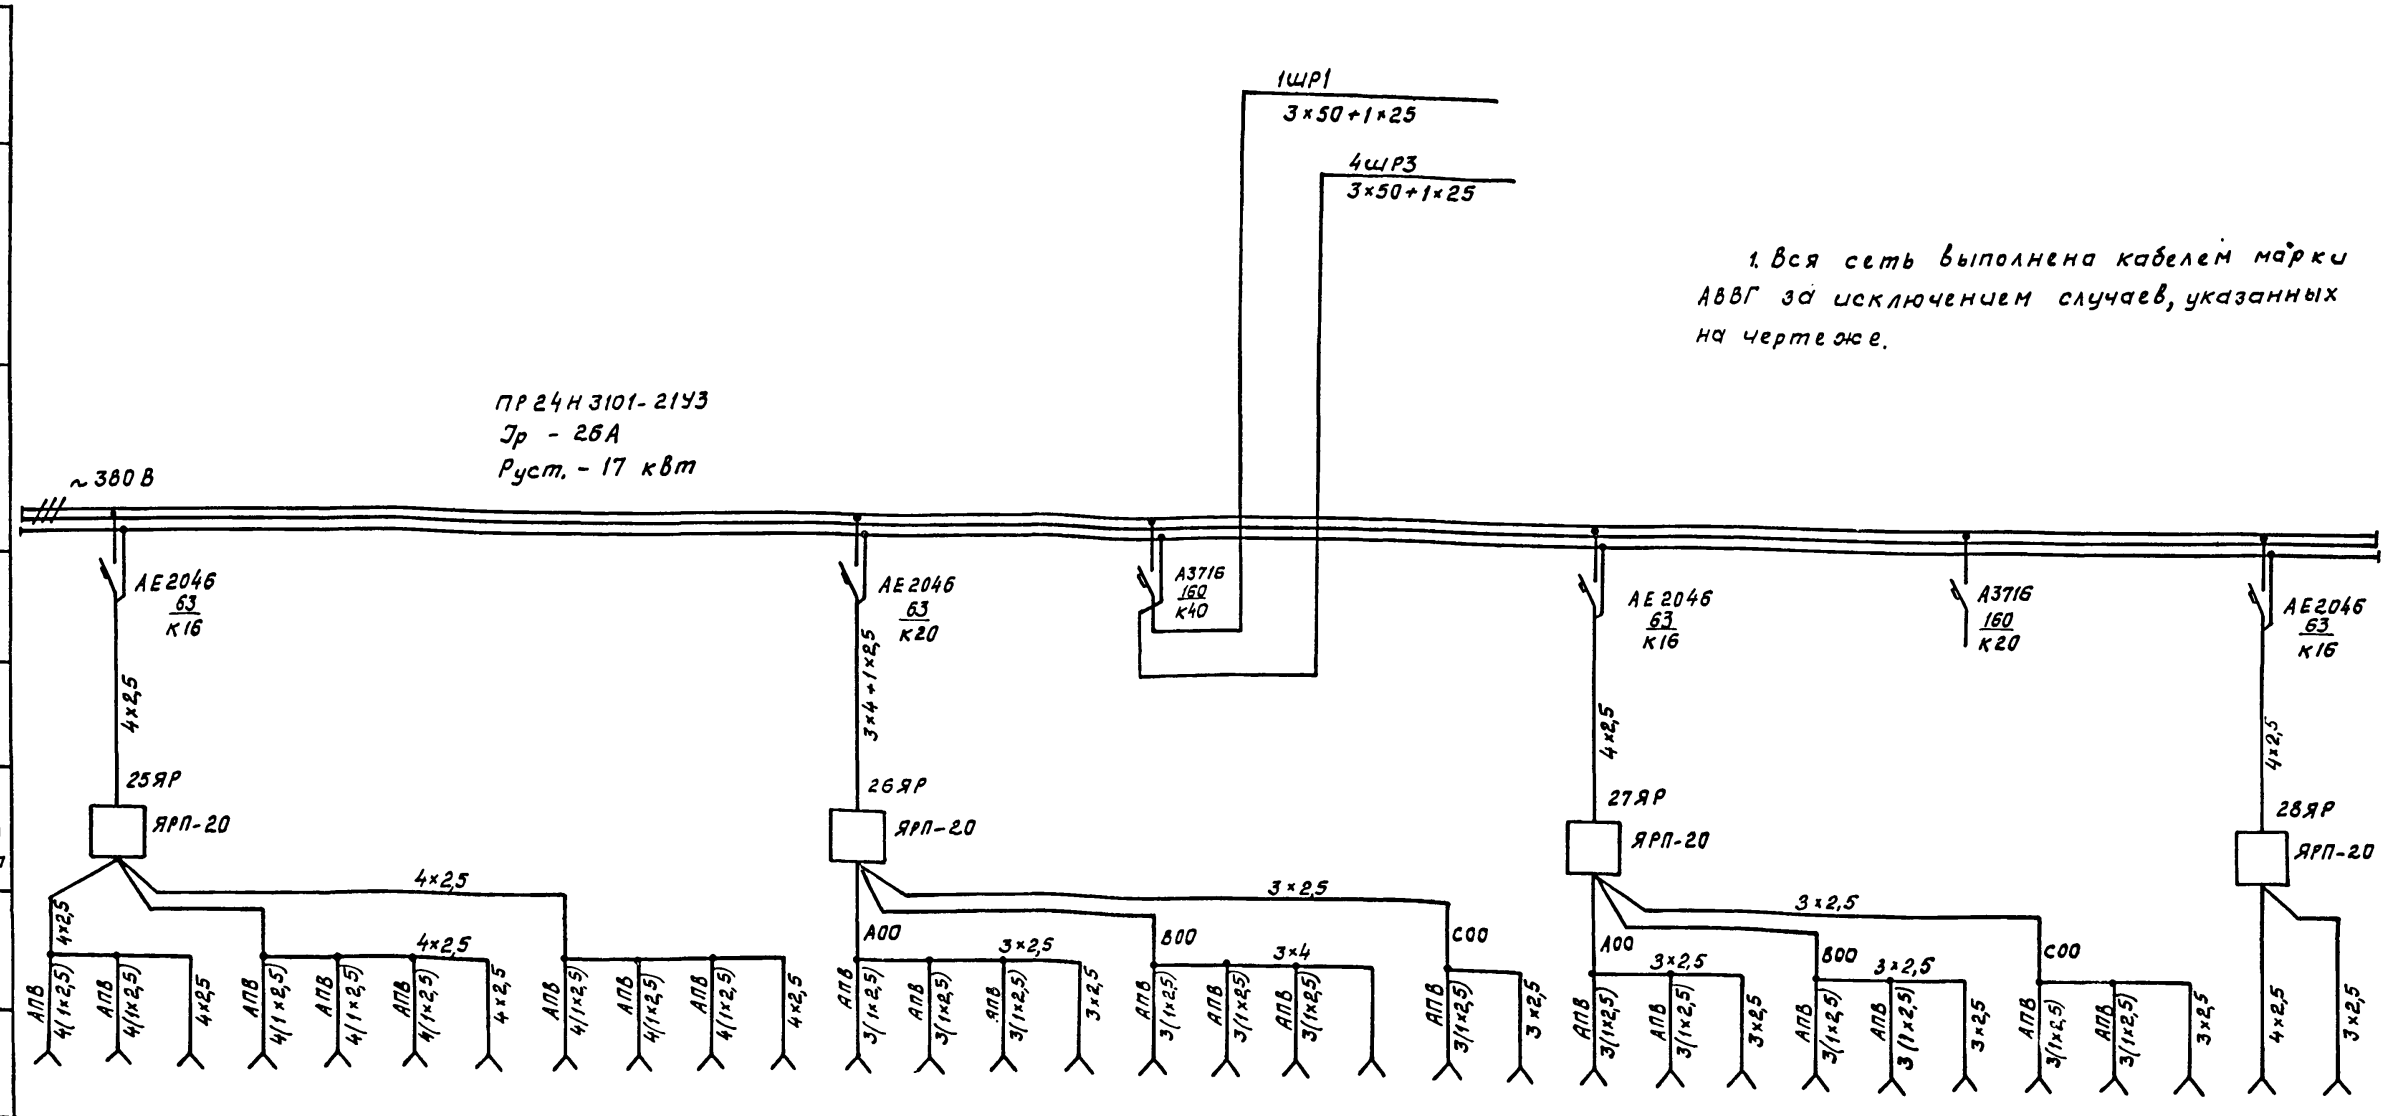 1ШР1
3×50+1×25
4ШР3
3×50+1×25
1. Вся сеть выполнена кабелем марки
АВВГ за исключением случаев, указанных
на чертеже.
ПР24Н3101-21У3
Iр - 26А
Руст. - 17 квт
~380 В
АЕ2046
63
К16
АЕ2046
63
К20
А3716
160
К40
АЕ2046
63
К16
А3716
160
К20
АЕ2046
63
К16
4×2,5
3×4+1×2,5
4×2,5
4×2,5
25ЯР
ЯРП-20
26ЯР
ЯРП-20
27ЯР
ЯРП-20
28ЯР
ЯРП-20
4×2,5
4×2,5
4×2,5
3×2,5
А00
3×2,5
В00
3×4
С00
3×2,5
А00
3×2,5
В00
3×2,5
С00
АПВ
4(1×2,5)
АПВ
4(1×2,5)
4×2,5
АПВ
4(1×2,5)
АПВ
4(1×2,5)
АПВ
4(1×2,5)
4×2,5
АПВ
4(1×2,5)
АПВ
4(1×2,5)
АПВ
4(1×2,5)
4×2,5
АПВ
3(1×2,5)
АПВ
3(1×2,5)
АПВ
3(1×2,5)
3×2,5
АПВ
3(1×2,5)
АПВ
3(1×2,5)
АПВ
3(1×2,5)
АПВ
3(1×2,5)
3×2,5
АПВ
3(1×2,5)
АПВ
3(1×2,5)
3×2,5
АПВ
3(1×2,5)
АПВ
3(1×2,5)
3×2,5
АПВ
3(1×2,5)
АПВ
3(1×2,5)
3×2,5
4×2,5
3×2,5